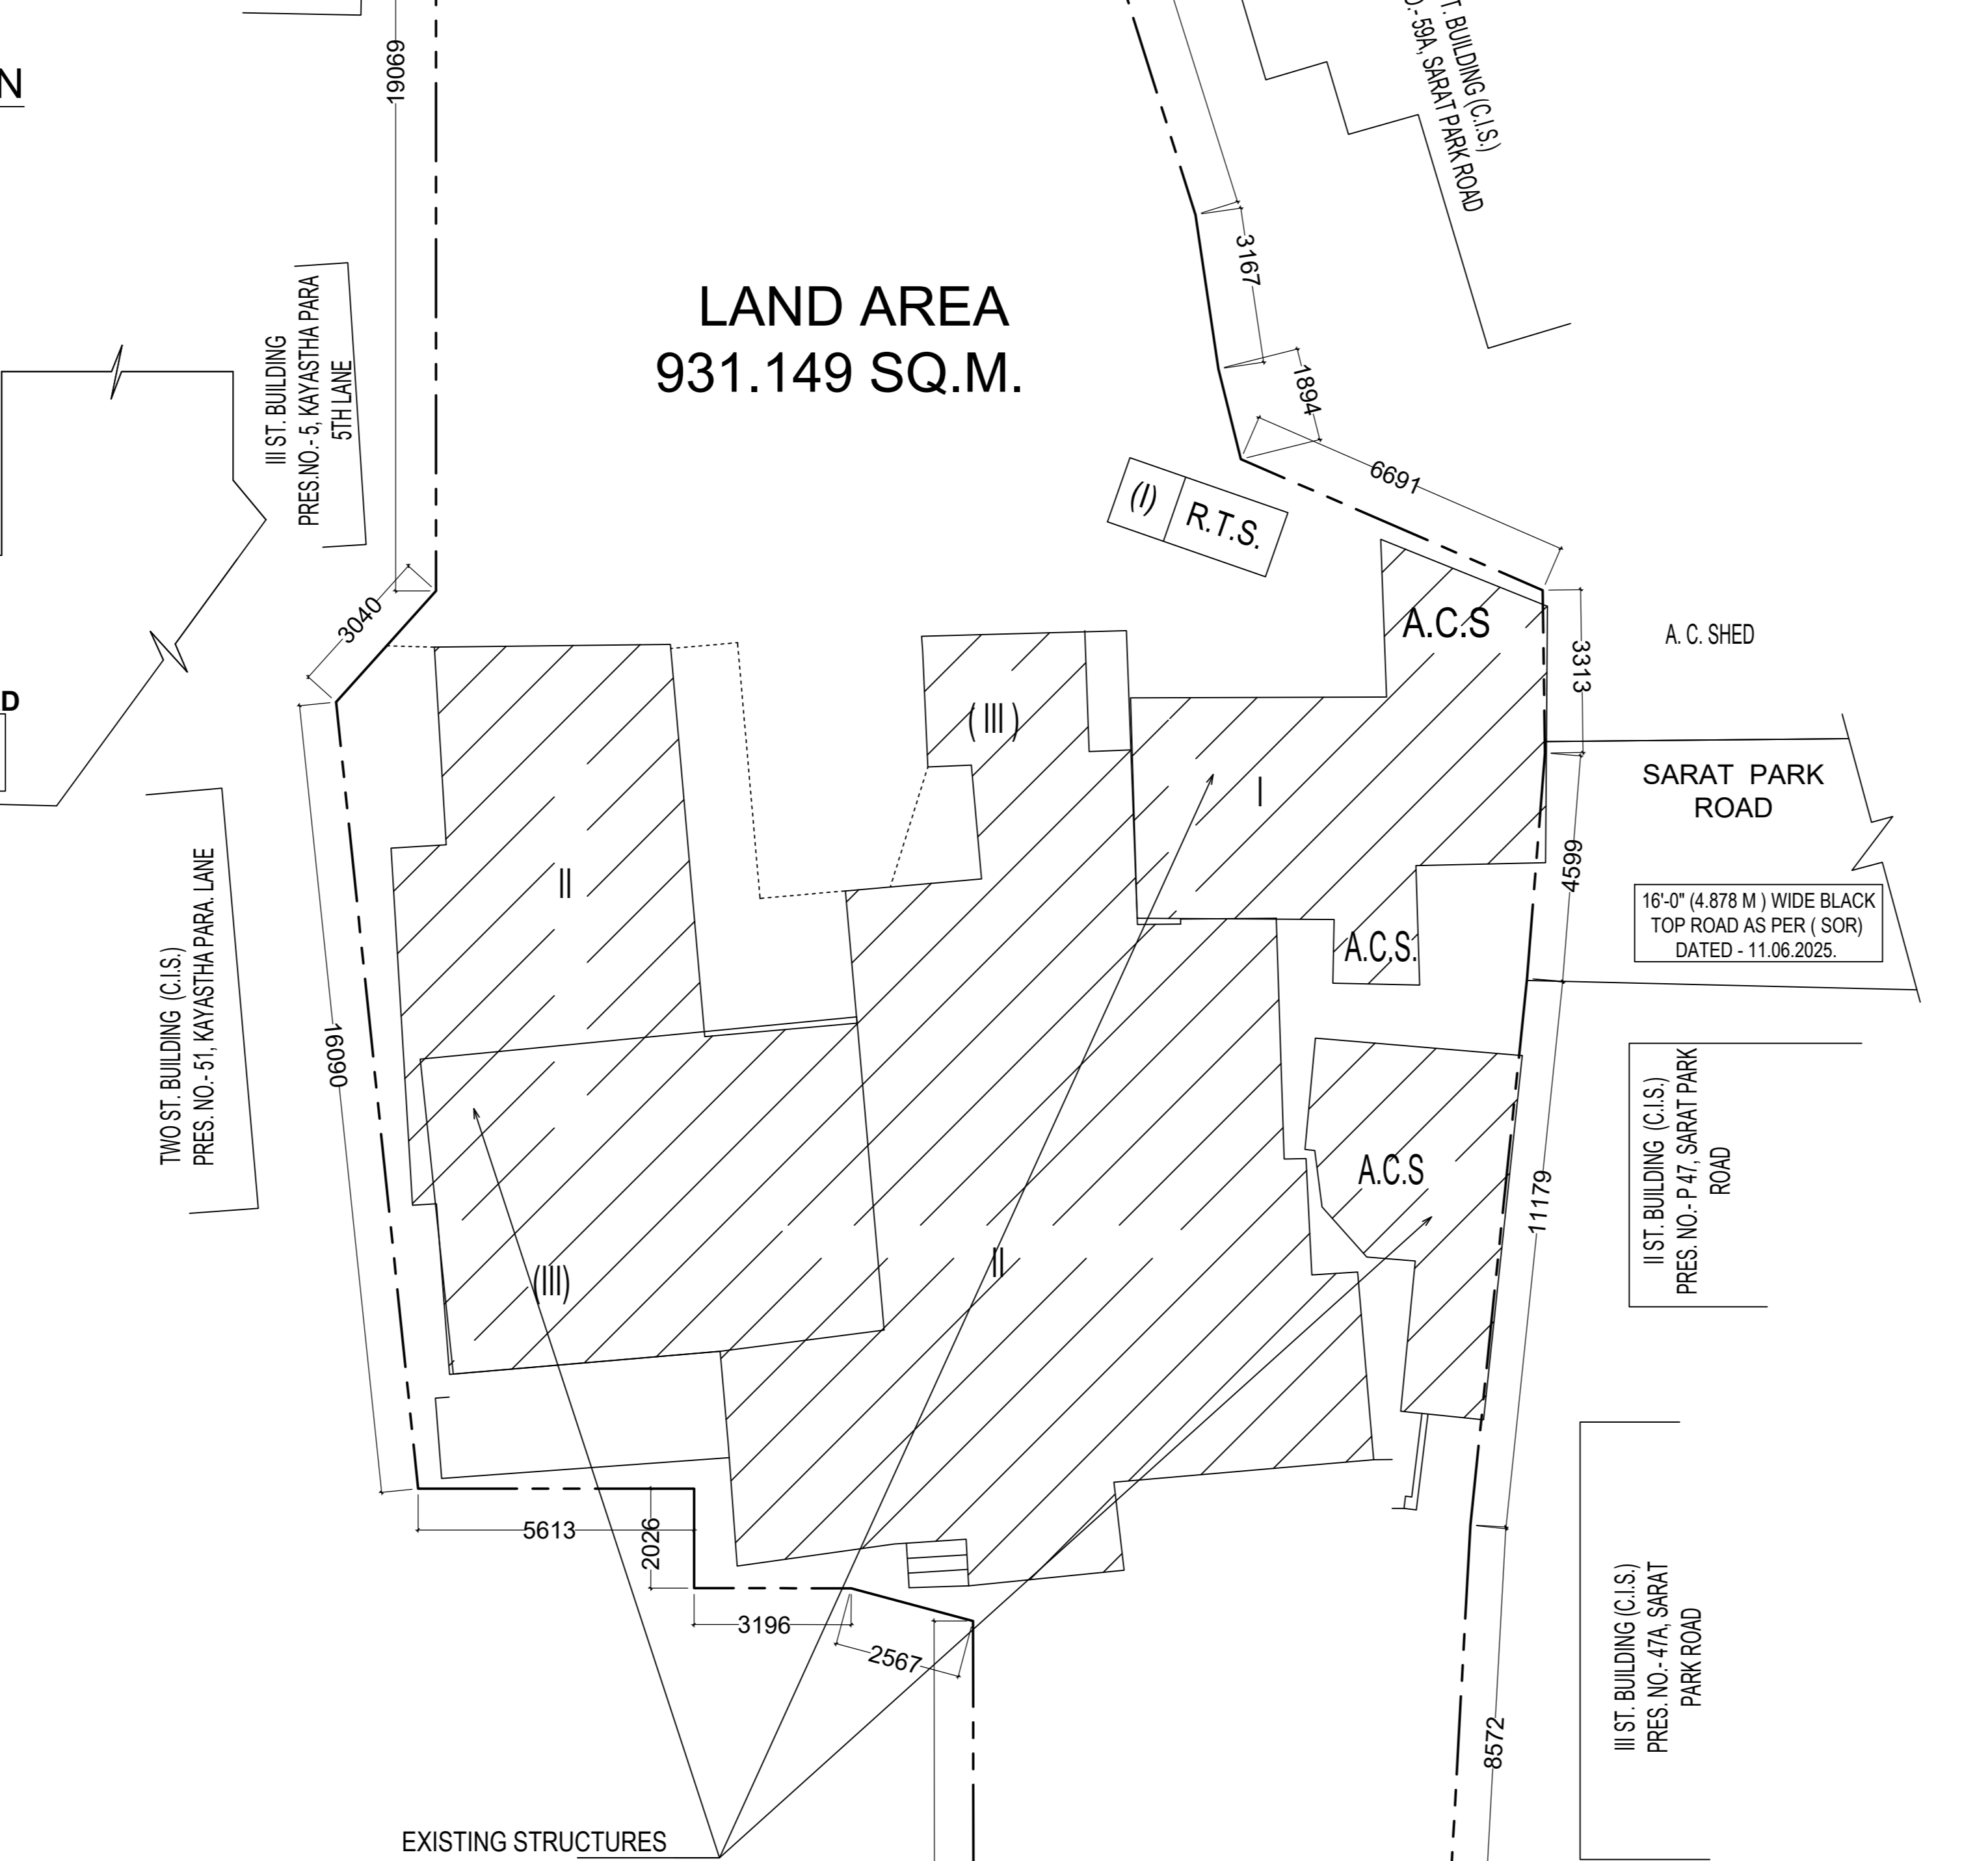 N
19069
T. BUILDING (C.I.S.)
O.- 59A, SARAT PARK ROAD
3167
LAND AREA
931.149 SQ.M.
III ST. BUILDING
PRES.NO.- 5, KAYASTHA PARA
5TH LANE
1894
6691
(I) R.T.S.
3040
A.C.S
3313
A. C. SHED
D
( III )
I
SARAT PARK
ROAD
II
4599
16'-0" (4.878 M ) WIDE BLACK
TOP ROAD AS PER ( SOR)
DATED - 11.06.2025.
A.C.S.
TWO ST. BUILDING (C.I.S.)
PRES. NO.- 51, KAYASTHA PARA. LANE
16090
A.C.S
11179
II ST. BUILDING (C.I.S.)
PRES. NO.- P 47, SARAT PARK
ROAD
(III)
II
5613
2026
3196
2567
III ST. BUILDING (C.I.S.)
PRES. NO.- 47A, SARAT
PARK ROAD
8572
EXISTING STRUCTURES